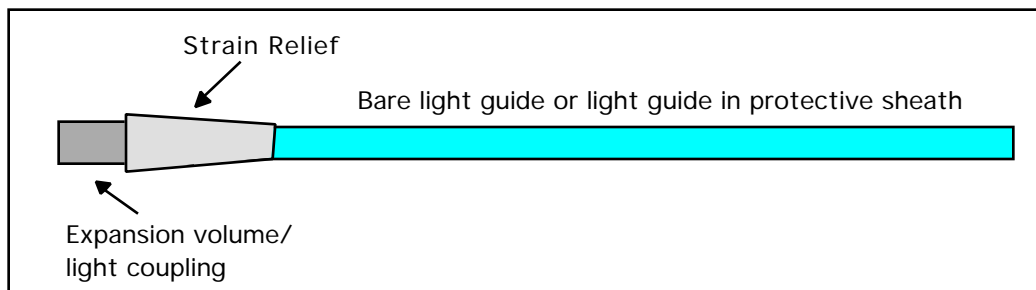 Strain Relief
Bare light guide or light guide in protective sheath
Expansion volume/
light coupling